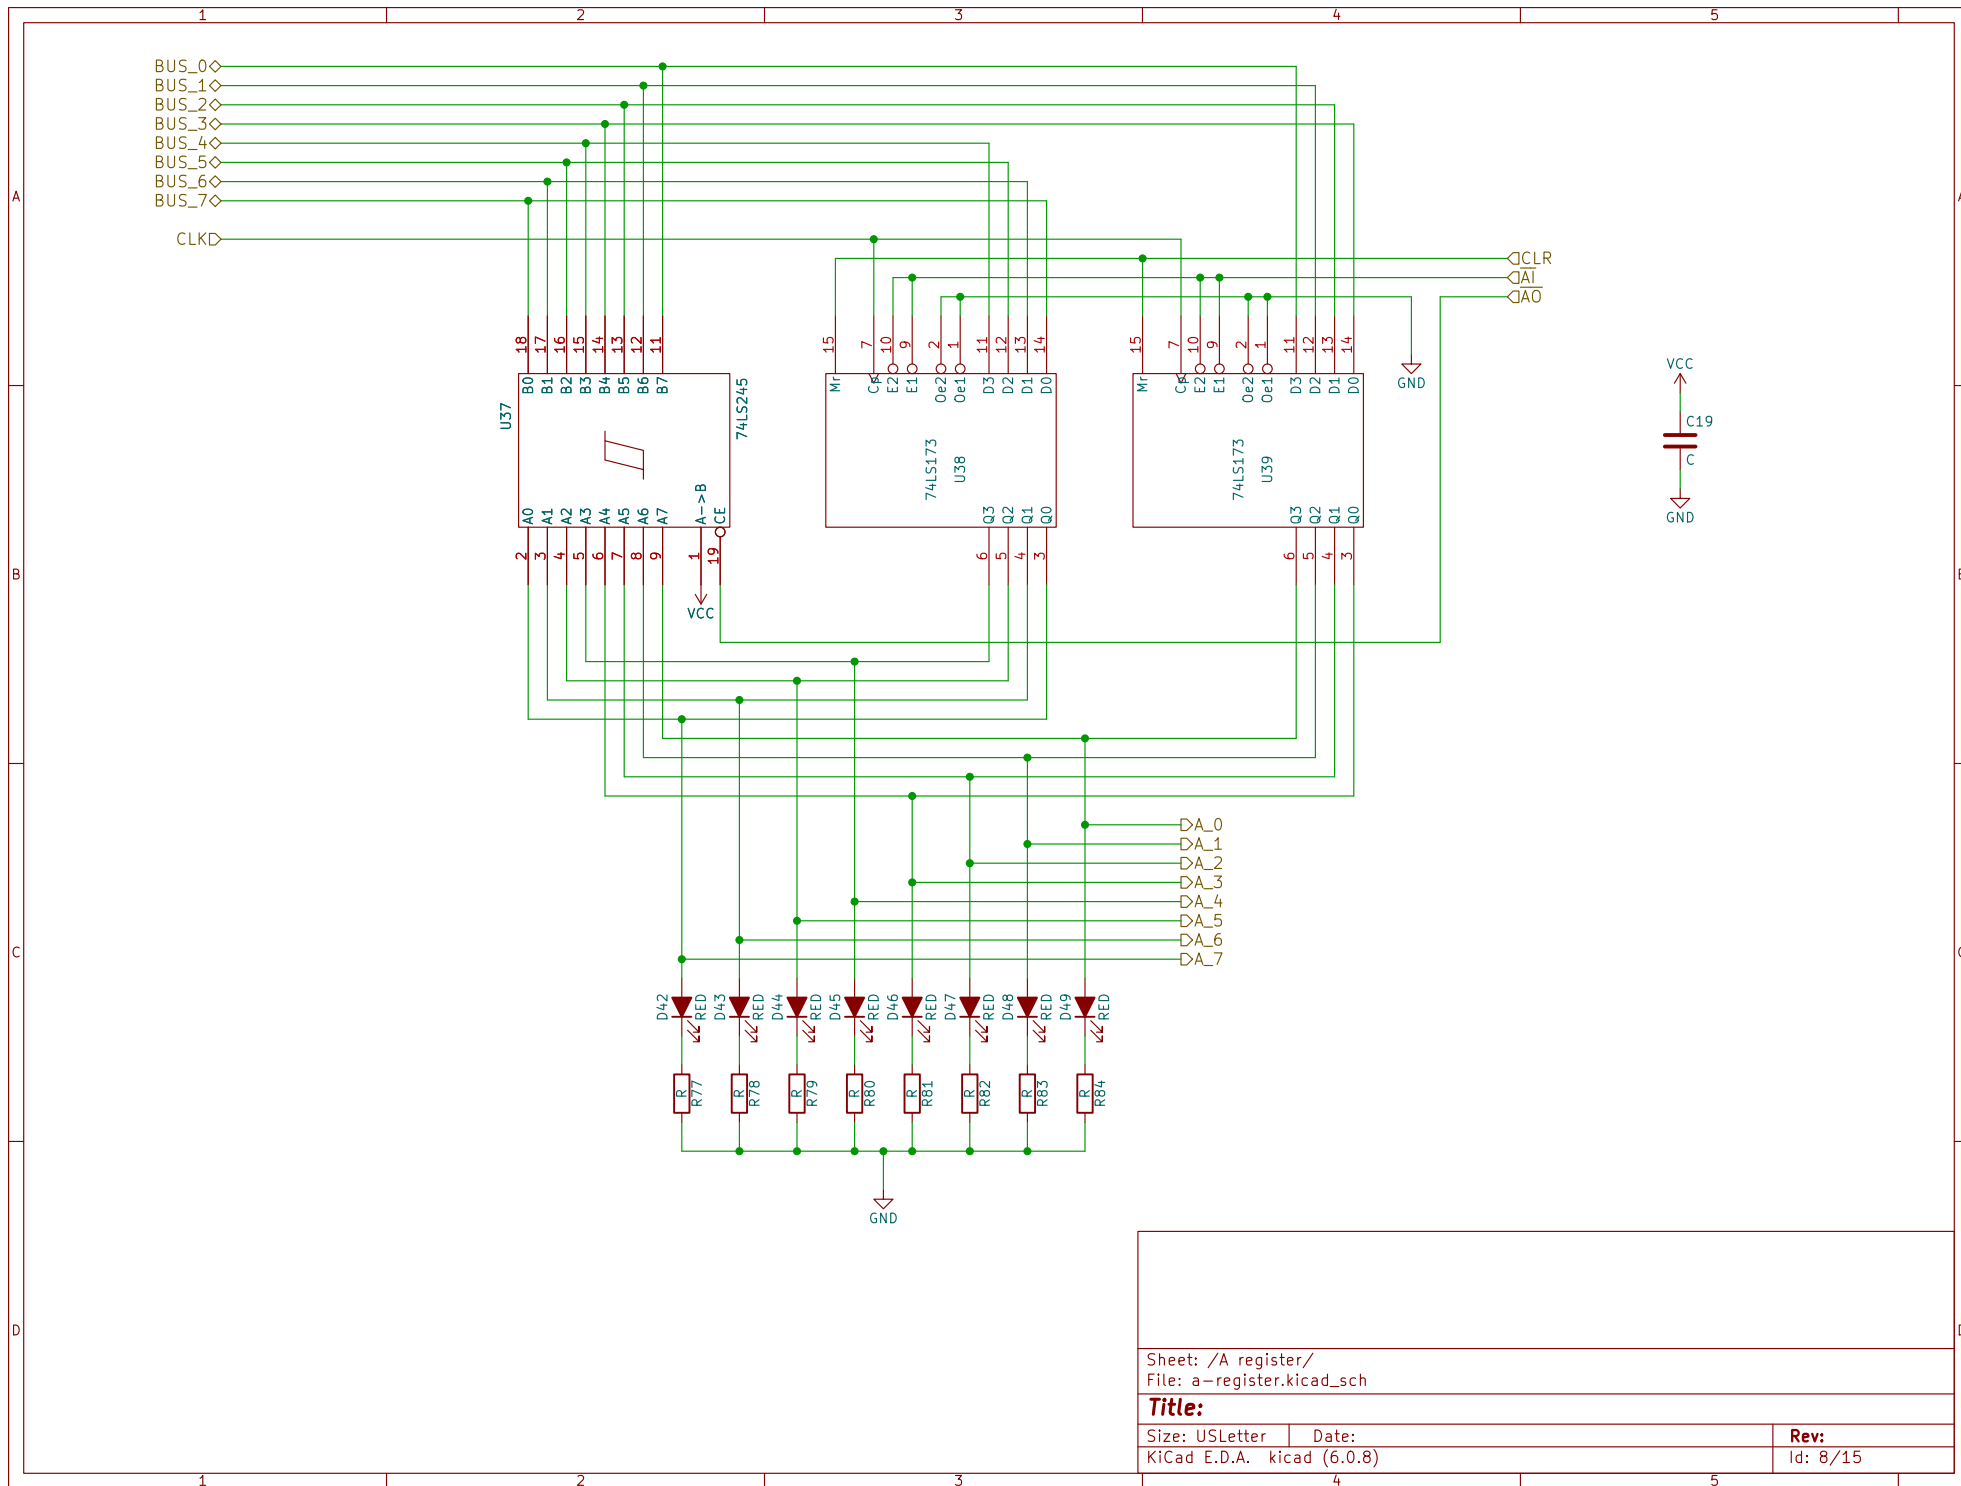 1 2 3 4 5
BUS_0
BUS_1
BUS_2
BUS_3
BUS_4
BUS_5
BUS_6
BUS_7
CLK
A
CLR
AI
AO
18 17 16 15 14 13 12 11
15 7 10 9 2 1 11 12 13 14
15 7 10 9 2 1 11 12 13 14
B0 B1 B2 B3 B4 B5 B6 B7
Mr Cp E2 E1 Oe2 Oe1 D3 D2 D1 D0
Mr Cp E2 E1 Oe2 Oe1 D3 D2 D1 D0
GND
VCC
U37
74LS245
C19
C
GND
74LS173
U38
74LS173
U39
A0 A1 A2 A3 A4 A5 A6 A7 A->B CE
Q3 Q2 Q1 Q0
Q3 Q2 Q1 Q0
2 3 4 5 6 7 8 9 1 19
6 5 4 3
6 5 4 3
B
VCC
A_0
A_1
A_2
A_3
A_4
A_5
A_6
A_7
C
D42 RED D43 RED D44 RED D45 RED D46 RED D47 RED D48 RED D49 RED
R R77 R R78 R R79 R R80 R R81 R R82 R R83 R R84
GND
D
Sheet: /A register/
File: a-register.kicad_sch
Title:
Size: USLetter Date: Rev:
KiCad E.D.A. kicad (6.0.8) Id: 8/15
1 2 3 4 5